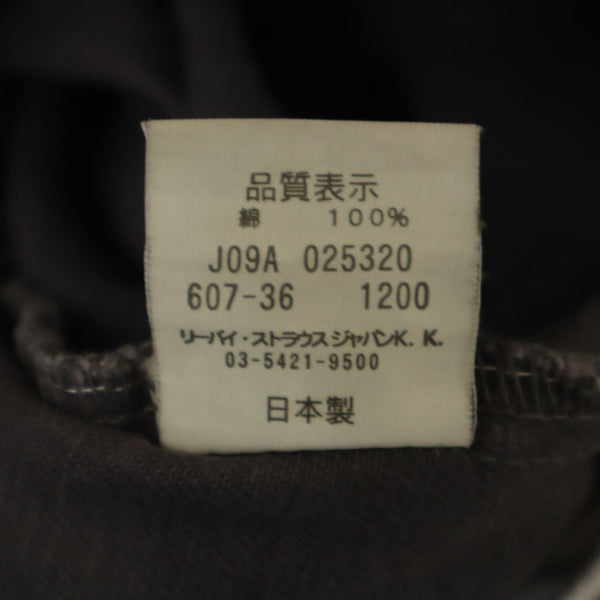 品質表示
綿 100%
J09A 025320
607-36 1200
リーバイ・ストラウスジャパンK.K.
03-5421-9500
日本製